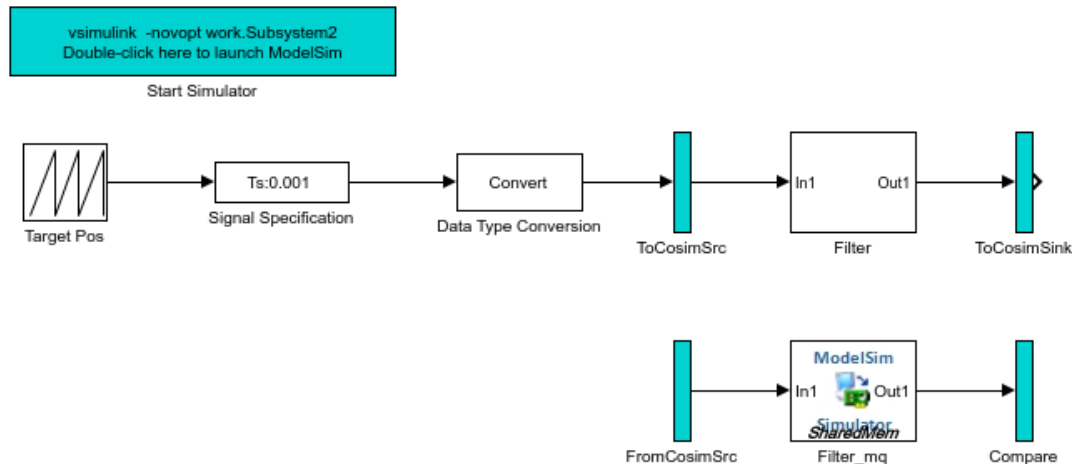 vsimulink -novopt work.Subsystem2
Double-click here to launch ModelSim
Start Simulator
Ts:0.001
Convert
In1
Out1
Target Pos
Signal Specification
Data Type Conversion
ToCosimSrc
Filter
ToCosimSink
ModelSim
In1
Out1
Simulator
SharedMem
FromCosimSrc
Filter_mq
Compare